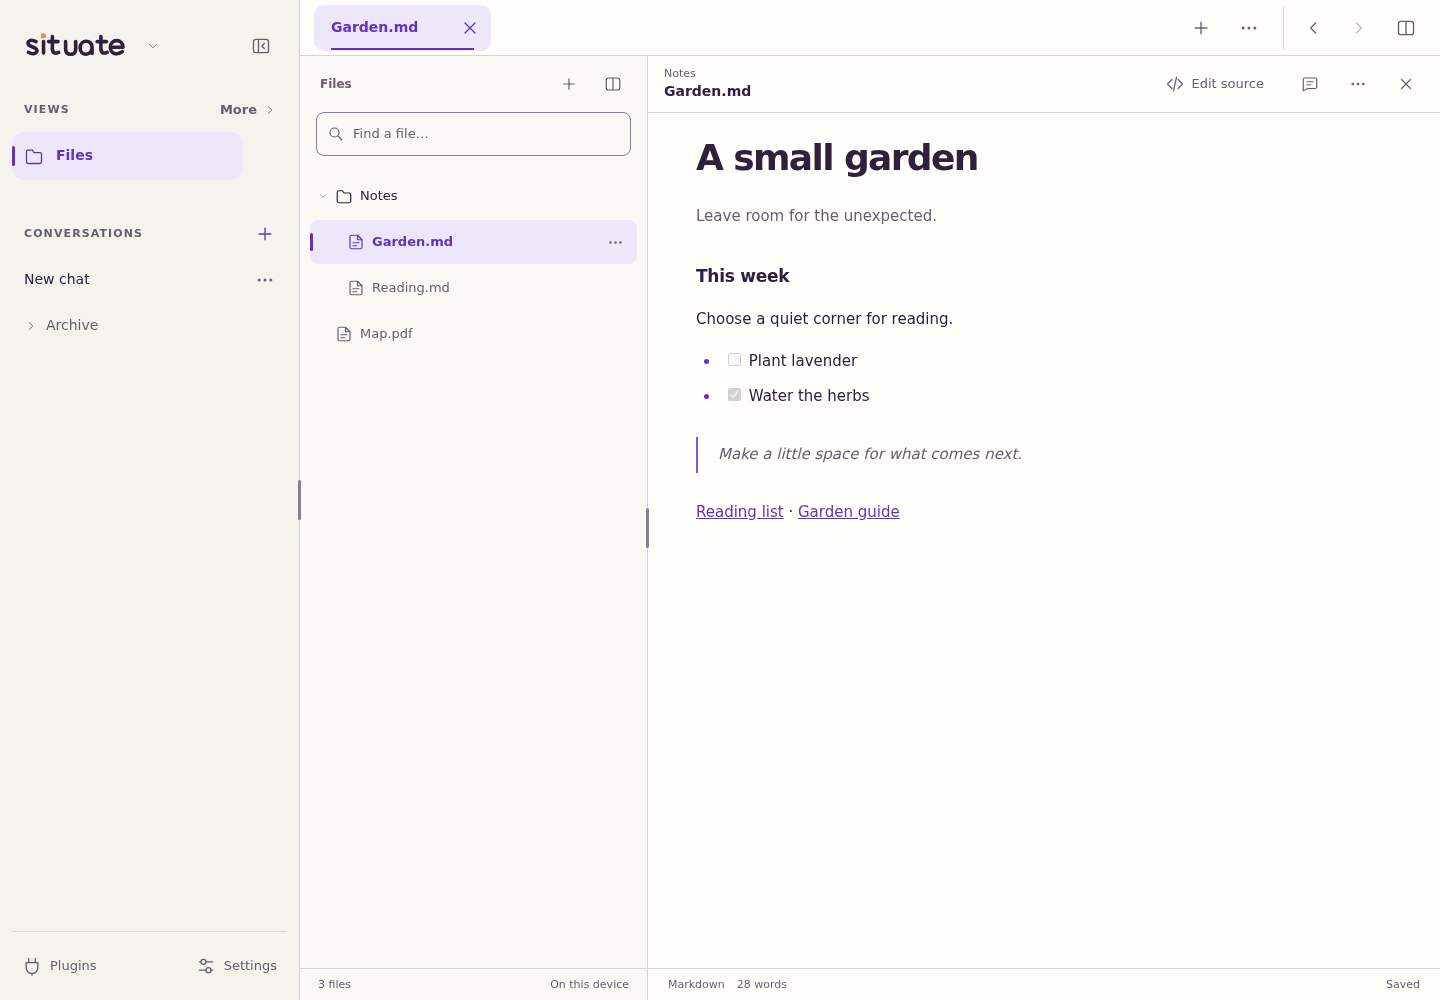 situate
VIEWS
More
Files
CONVERSATIONS
New chat
Archive
Plugins
Settings
Garden.md
Files
Find a file...
Notes
Garden.md
Reading.md
Map.pdf
3 files
On this device
Notes
Garden.md
Edit source
A small garden
Leave room for the unexpected.
This week
Choose a quiet corner for reading.
Plant lavender
Water the herbs
Make a little space for what comes next.
Reading list · Garden guide
Markdown 28 words
Saved